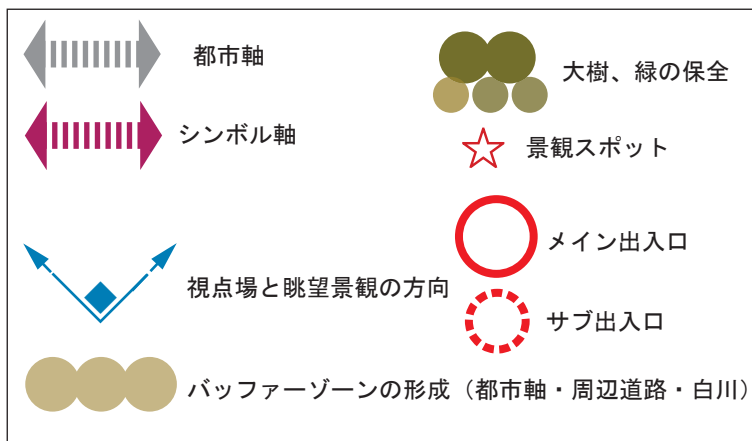 都市軸
シンボル軸
視点場と眺望景観の方向
バッファーゾーンの形成（都市軸・周辺道路・白川）
大樹、緑の保全
景観スポット
メイン出入口
サブ出入口